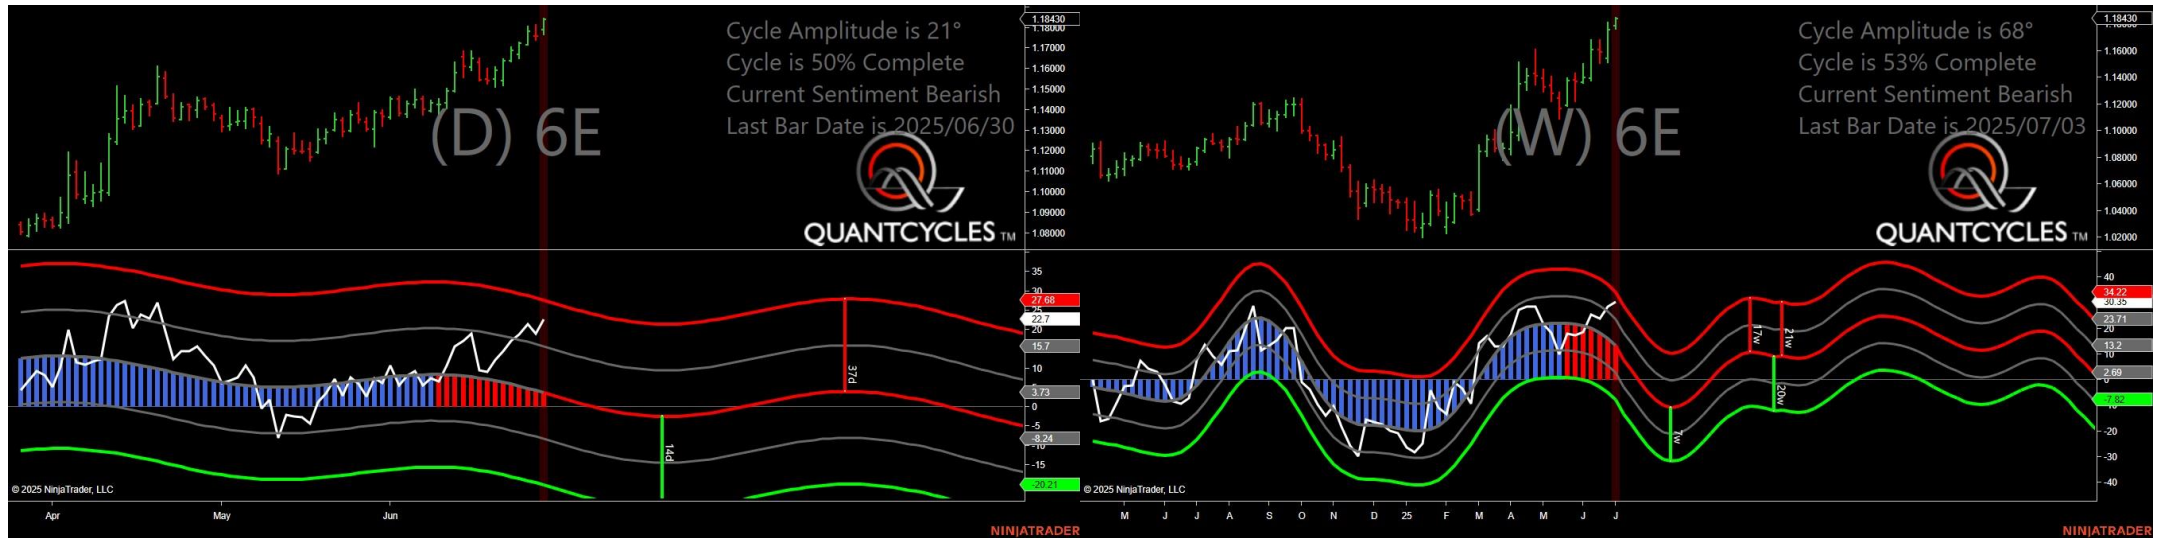 Cycle Amplitude is 21°
Cycle is 50% Complete
Current Sentiment Bearish
Last Bar Date is 2025/06/30
(D) 6E
QUANTCYCLES TM
1.18430
1.18000
1.17000
1.16000
1.15000
1.14000
1.13000
1.12000
1.11000
1.10000
1.09000
1.08000
35
30
27.68
25
22.7
20
15.7
10
5
3.73
0
-5
-8.24
-10
-15
-20.21
37d
14d
© 2025 NinjaTrader, LLC
Apr May Jun
NINJATRADER
Cycle Amplitude is 68°
Cycle is 53% Complete
Current Sentiment Bearish
Last Bar Date is 2025/07/03
(W) 6E
QUANTCYCLES TM
1.18430
1.16000
1.14000
1.12000
1.10000
1.08000
1.06000
1.04000
1.02000
40
34.22
30.35
23.71
20
13.2
10
2.69
0
-7.82
-20
-30
-40
17w
21w
20w
7w
© 2025 NinjaTrader, LLC
M J J A S O N D 25 F M A M J J
NINJATRADER